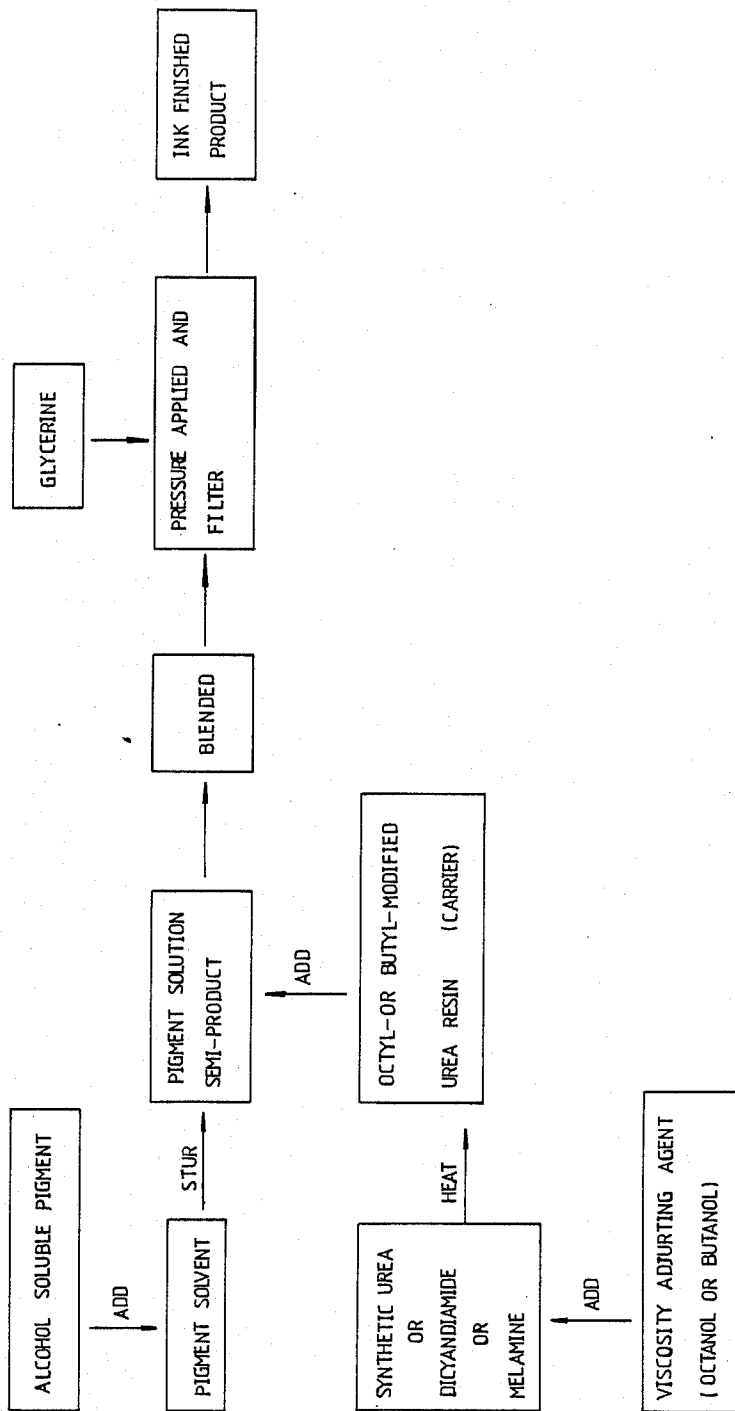 ALCOHOL SOLUBLE PIGMENT
ADD
PIGMENT SOLVENT
STUR
PIGMENT SOLUTION
SEMI-PRODUCT
BLENDED
GLYCERINE
PRESSURE APPLIED AND
FILTER
INK FINISHED
PRODUCT
ADD
OCTYL-OR BUTYL-MODIFIED
UREA RESIN (CARRIER)
HEAT
SYNTHETIC UREA
OR
DICYANDIAMIDE
OR
MELAMINE
ADD
VISCOSITY ADJURTING AGENT
(OCTANOL OR BUTANOL)